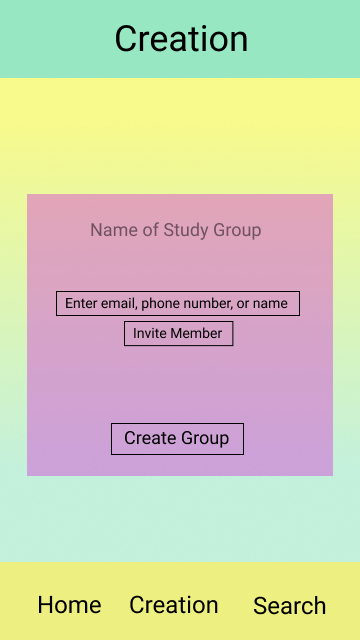 Creation
Name of Study Group
Enter email, phone number, or name
Invite Member
Create Group
Home Creation Search